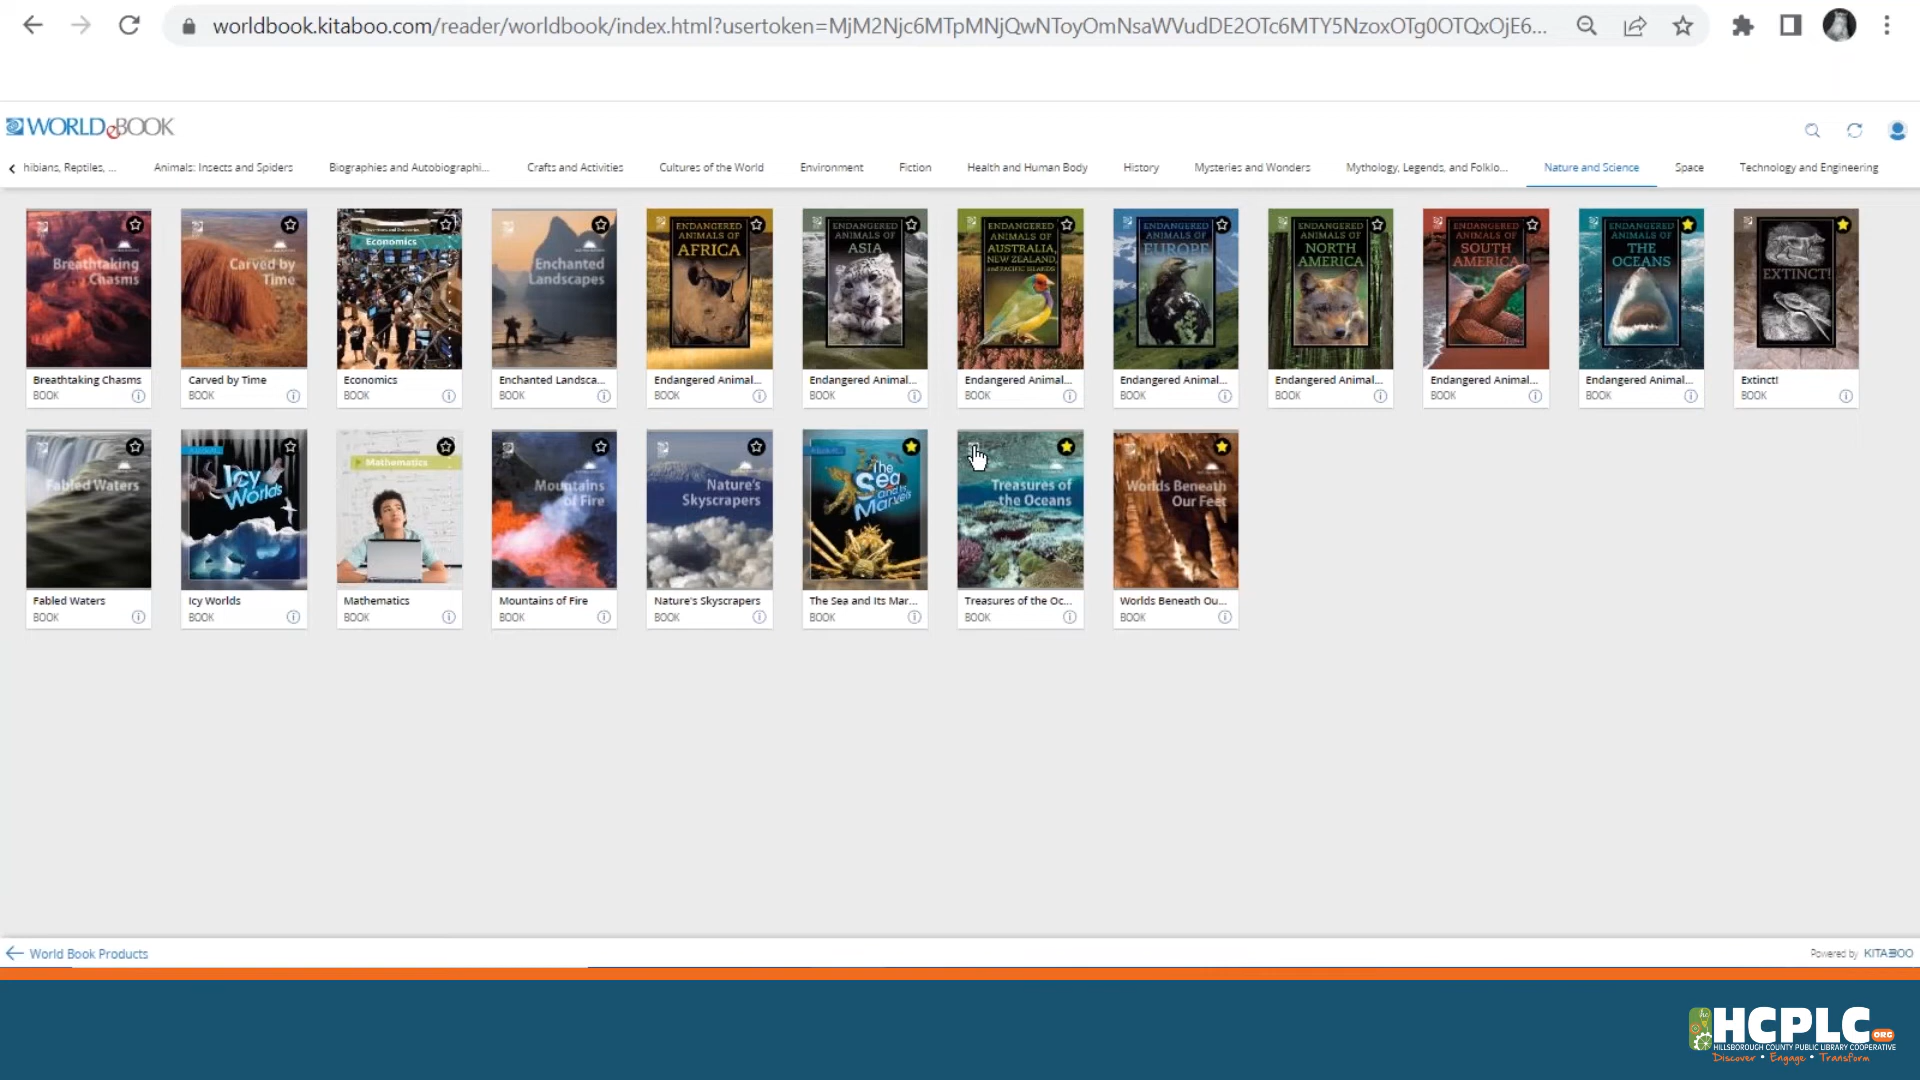 worldbook.kitaboo.com/reader/worldbook/index.html?usertoken=MjM2Njc6MTpMNjQwNToyOmNsaWVudDE2OTc6MTY5NzoxOTg0OTQxOjE6...
WORLD eBOOK
hibians, Reptiles, ... Animals: Insects and Spiders Biographies and Autobiographi... Crafts and Activities Cultures of the World Environment Fiction Health and Human Body History Mysteries and Wonders Mythology, Legends, and Folklo... Nature and Science Space Technology and Engineering
Breathtaking
Chasms
Carved by
Time
Economics
Enchanted
Landscapes
ENDANGERED
ANIMALS OF
AFRICA
ENDANGERED
ANIMALS OF
ASIA
ENDANGERED
ANIMALS OF
AUSTRALIA,
NEW ZEALAND,
and PACIFIC ISLANDS
ENDANGERED
ANIMALS OF
EUROPE
ENDANGERED
ANIMALS OF
NORTH
AMERICA
ENDANGERED
ANIMALS OF
SOUTH
AMERICA
ENDANGERED
ANIMALS OF
THE
OCEANS
EXTINCT!
Breathtaking Chasms Carved by Time Economics Enchanted Landsca... Endangered Animal... Endangered Animal... Endangered Animal... Endangered Animal... Endangered Animal... Endangered Animal... Endangered Animal... Extinct!
BOOK BOOK BOOK BOOK BOOK BOOK BOOK BOOK BOOK BOOK BOOK BOOK
Fabled Waters
Icy
Worlds
Mathematics
Mountains
of Fire
Nature's
Skyscrapers
The
Sea
and Its
Marvels
Treasures of
the Oceans
Worlds Beneath
Our Feet
Fabled Waters Icy Worlds Mathematics Mountains of Fire Nature's Skyscrapers The Sea and Its Mar... Treasures of the Oc... Worlds Beneath Ou...
BOOK BOOK BOOK BOOK BOOK BOOK BOOK BOOK
World Book Products
Powered by KITABOO
hc
HCPLC.ORG
HILLSBOROUGH COUNTY PUBLIC LIBRARY COOPERATIVE
Discover • Engage • Transform